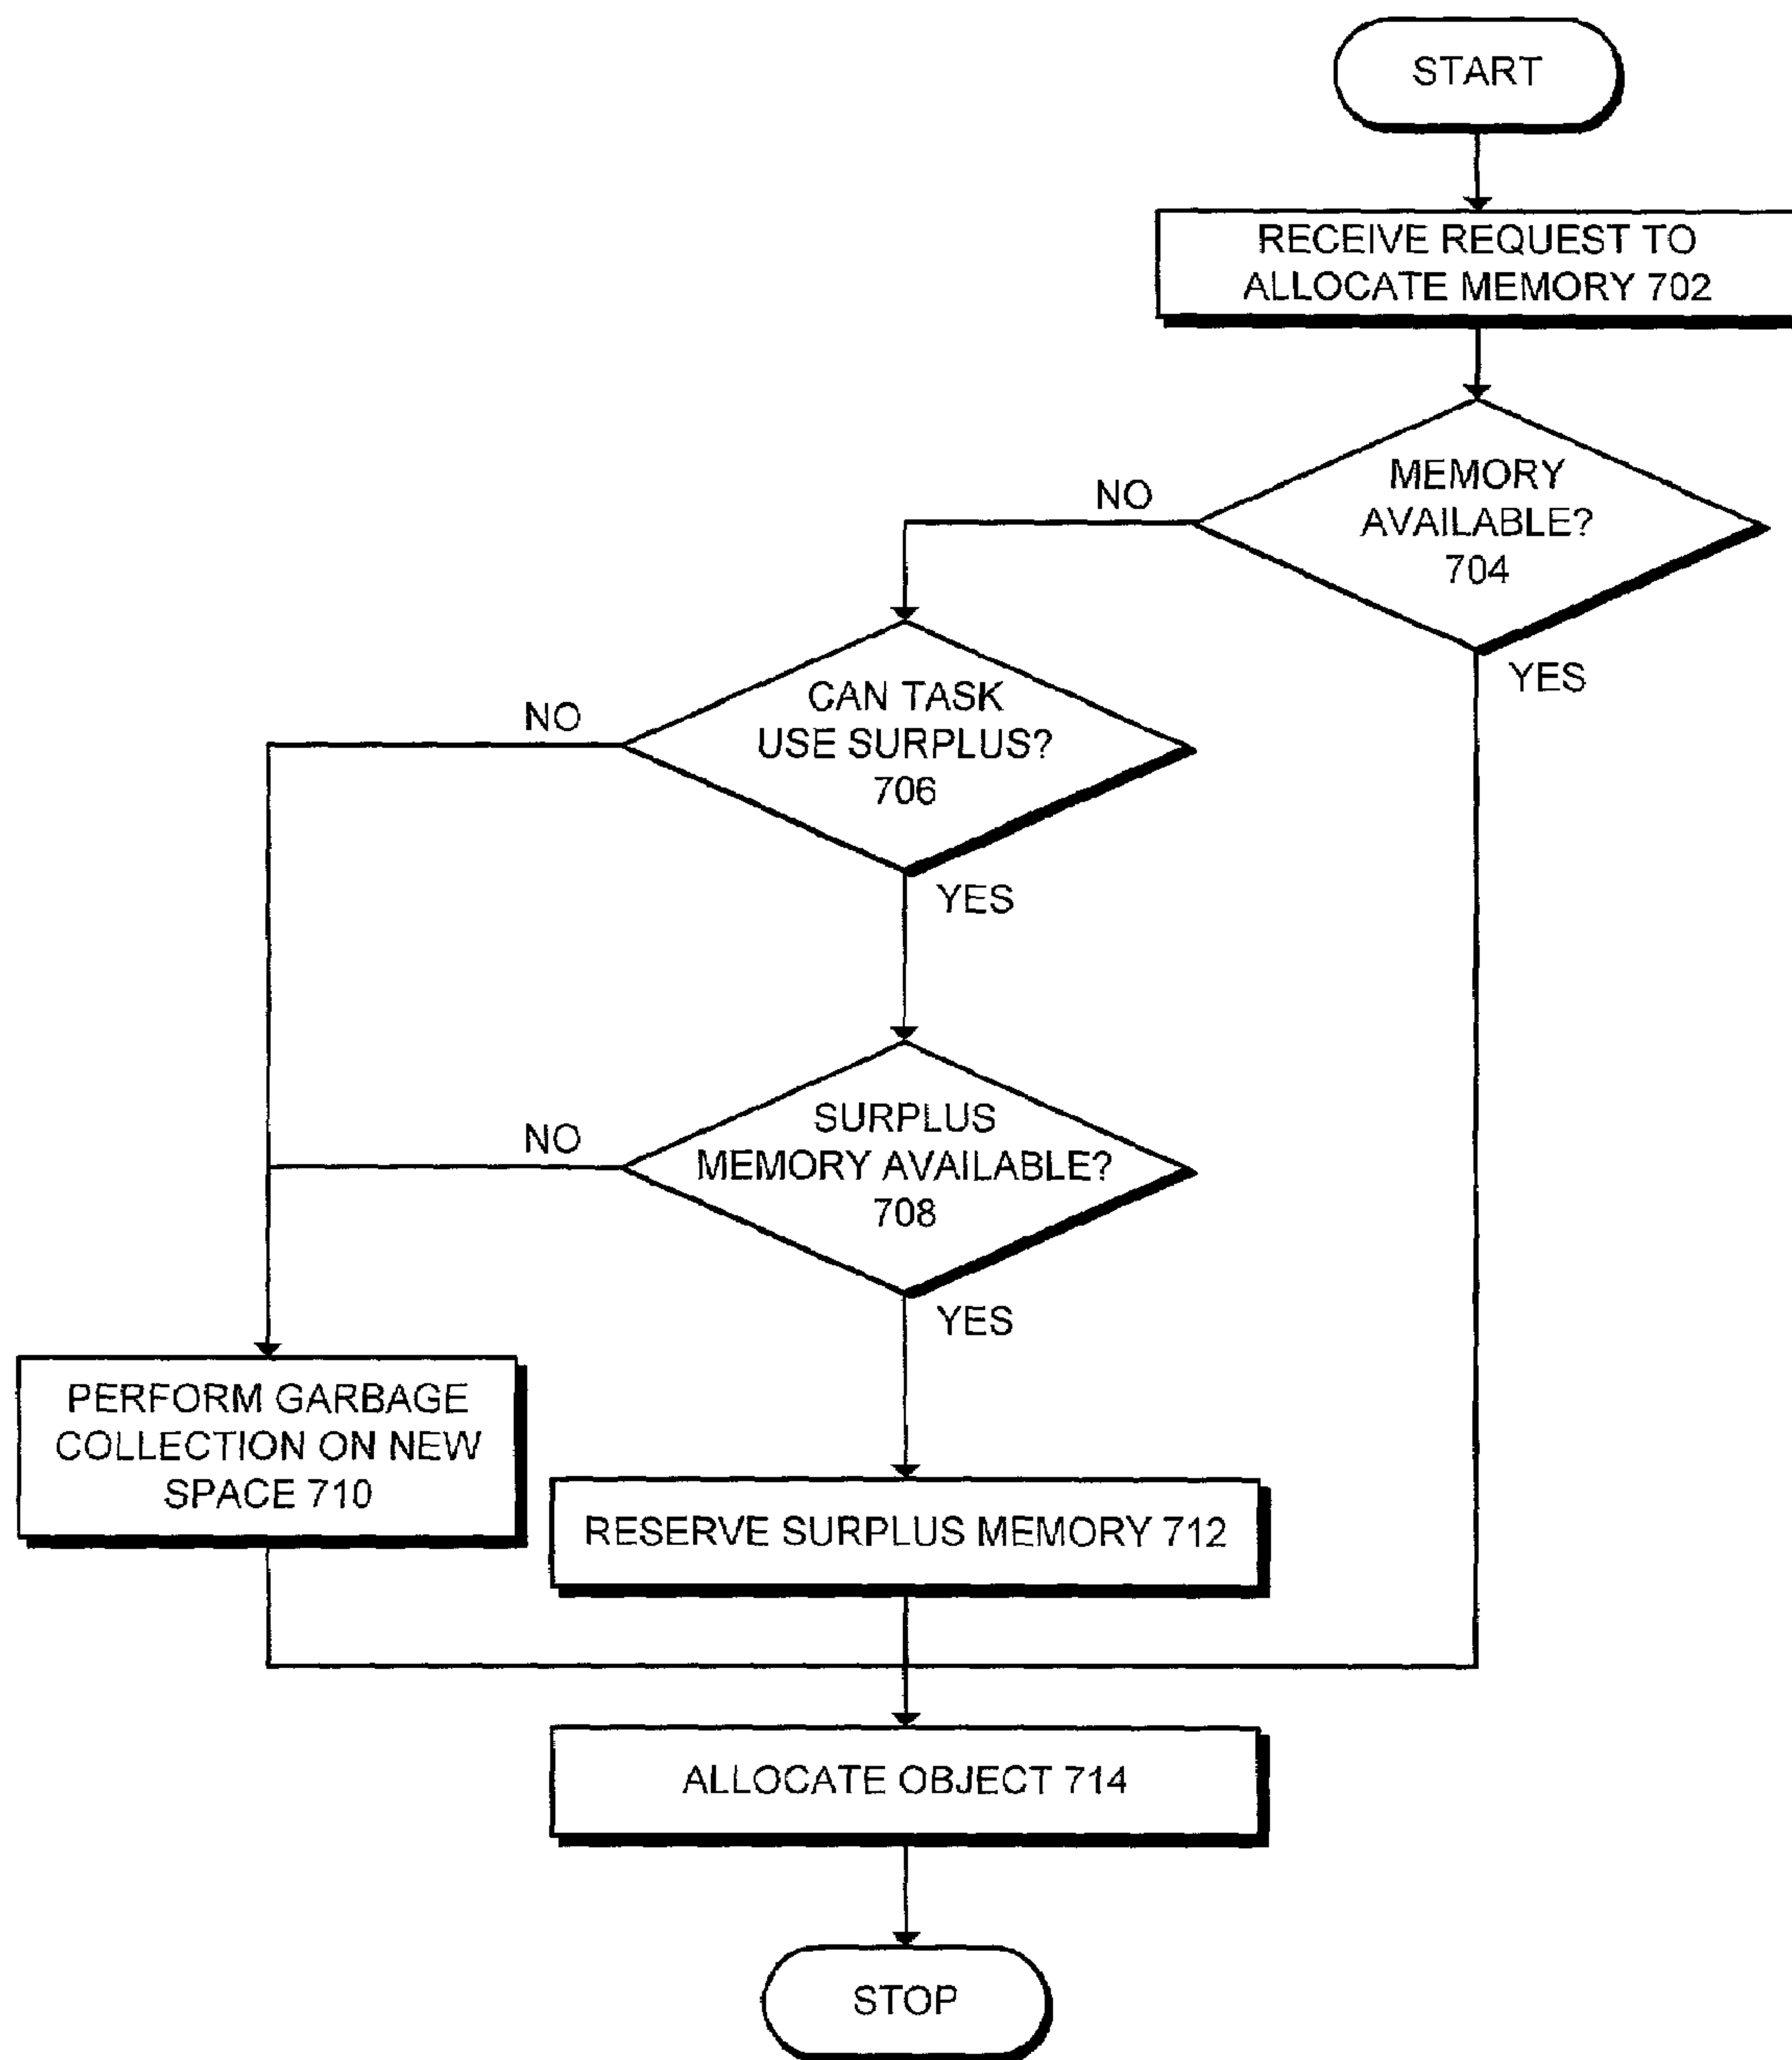 START
RECEIVE REQUEST TO
ALLOCATE MEMORY 702
MEMORY
AVAILABLE?
704
NO
YES
CAN TASK
USE SURPLUS?
706
NO
YES
SURPLUS
MEMORY AVAILABLE?
708
NO
YES
PERFORM GARBAGE
COLLECTION ON NEW
SPACE 710
RESERVE SURPLUS MEMORY 712
ALLOCATE OBJECT 714
STOP